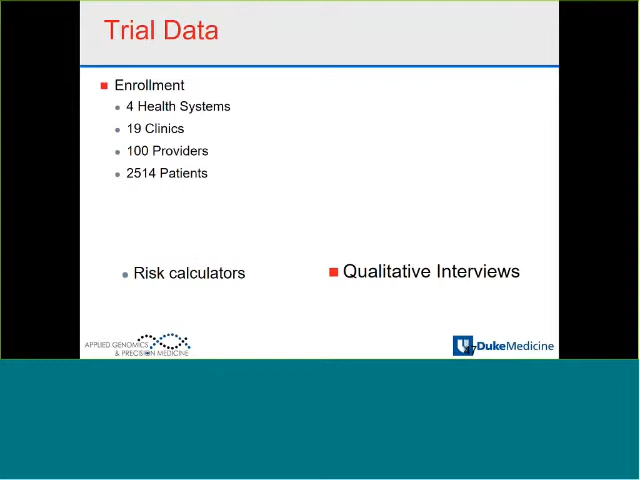 Trial Data
Enrollment
4 Health Systems
19 Clinics
100 Providers
2514 Patients
Risk calculators
Qualitative Interviews
APPLIED GENOMICS
& PRECISION MEDICINE
47
DukeMedicine